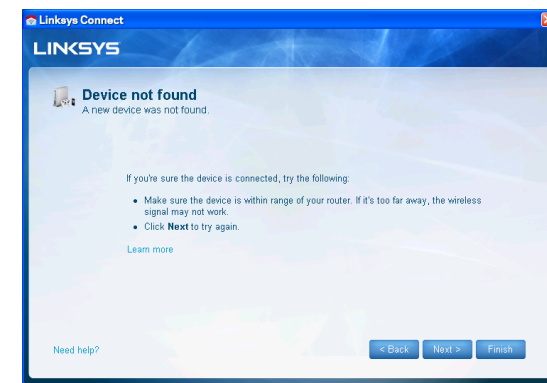 Linksys Connect
LINKSYS
Device not found
A new device was not found.
If you're sure the device is connected, try the following:
• Make sure the device is within range of your router. If it's too far away, the wireless
signal may not work.
• Click Next to try again.
Learn more
Need help?
< Back
Next >
Finish